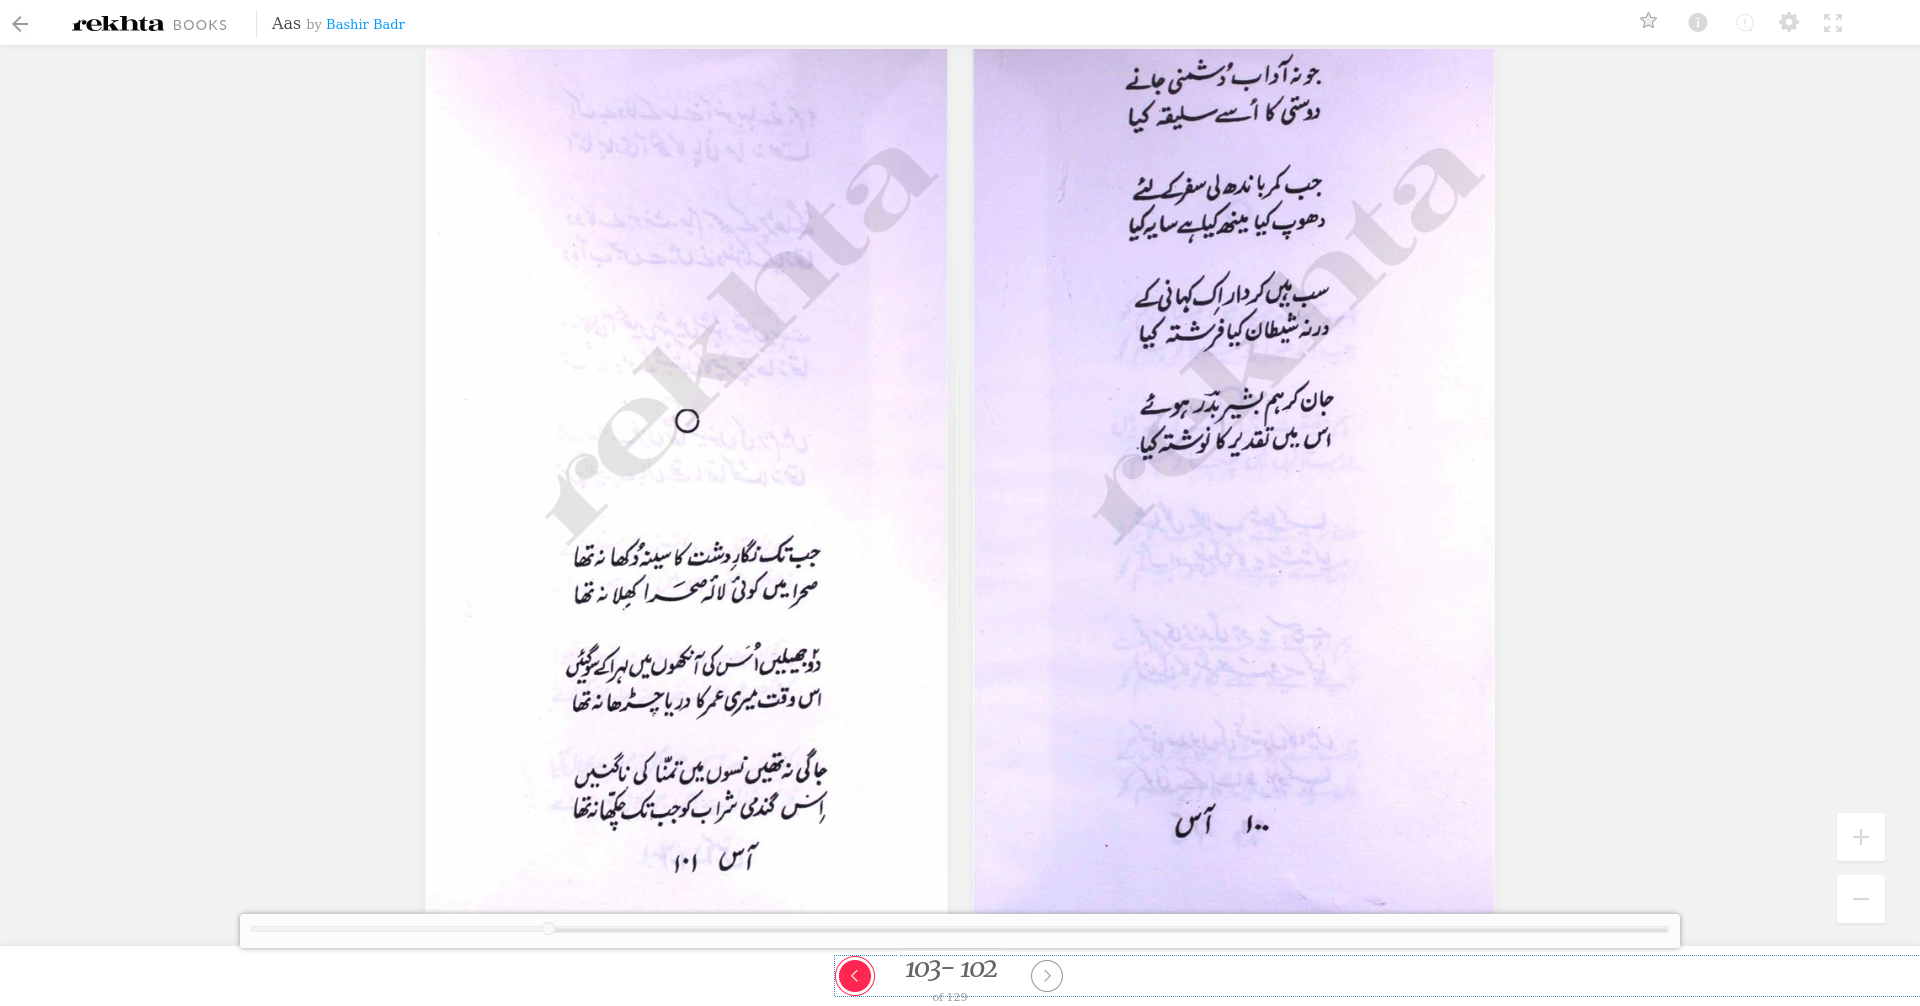 rekhta BOOKS Aas by Bashir Badr
جو نہ آداب دُشمنی جانے
دوستی کا اُسے سلیقہ کیا
جب کمر باندھ لی سفر کے لئے
دھوپ کیا مینھ کیا ہے سایہ کیا
سب ہیں کردار اِک کہانی کے
ورنہ شیطان کیا فرشتہ کیا
جان کر ہم بشیر بدر ہوئے
اس میں تقدیر کا نوشتہ کیا
۱۰۰ آس
rekhta
جب تک نگارِ دشت کا سینہ دُکھا نہ تھا
صحرا میں کوئی لالۂ صحرا کھِلا نہ تھا
دو جھیلیں اُس کی آنکھوں میں لہرا کے سو گئیں
اس وقت میری عمر کا دریا چڑھا نہ تھا
جاگی نہ تھیں نسوں میں تمنّا کی ناگنیں
اِس گندمی شراب کو جب تک چکھّا نہ تھا
آس ۱۰۱
rekhta
103- 102
of 129